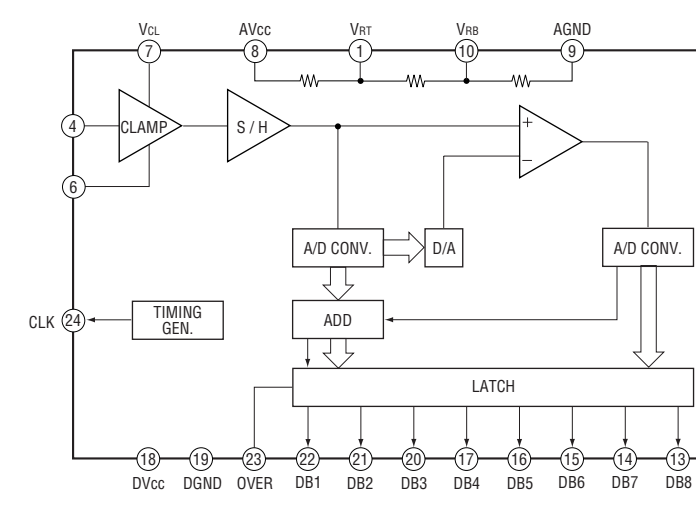 VCL AVcc VRT VRB AGND
7 8 1 10 9
4 CLAMP S / H + −
6
A/D CONV. D/A A/D CONV.
CLK 24 TIMING GEN. ADD
LATCH
18 19 23 22 21 20 17 16 15 14 13
DVcc DGND OVER DB1 DB2 DB3 DB4 DB5 DB6 DB7 DB8